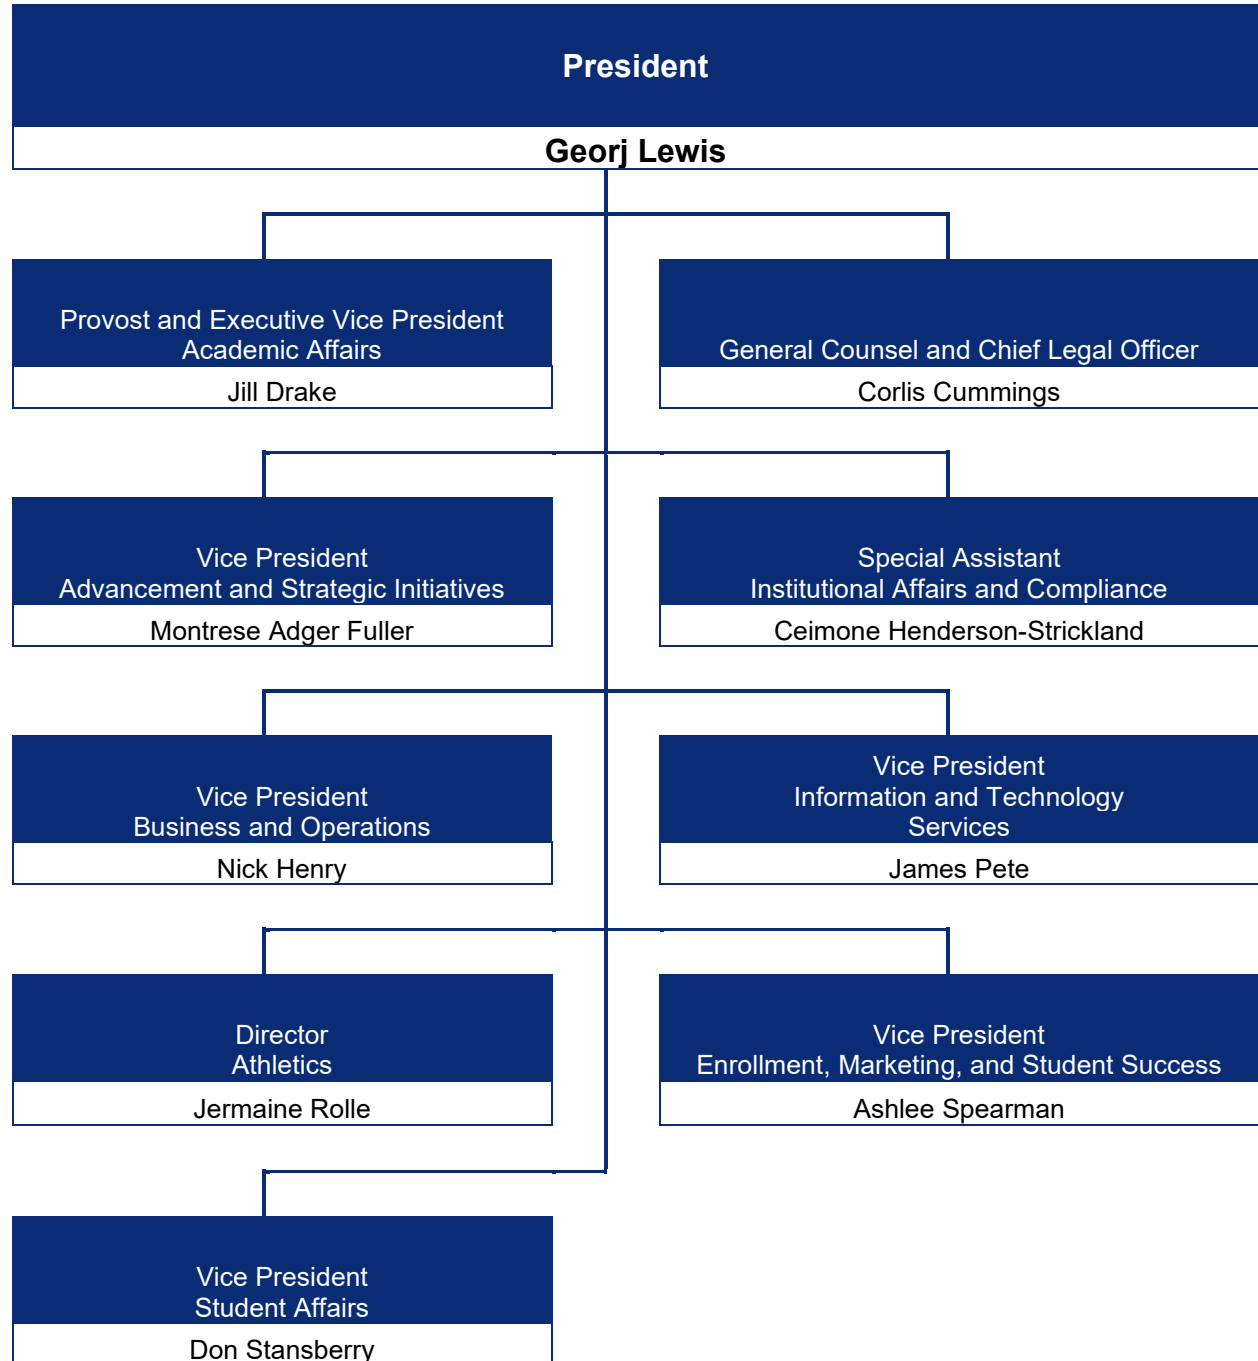 President
Georj Lewis
Provost and Executive Vice President
Academic Affairs
Jill Drake
General Counsel and Chief Legal Officer
Corlis Cummings
Vice President
Advancement and Strategic Initiatives
Montrese Adger Fuller
Special Assistant
Institutional Affairs and Compliance
Ceimone Henderson-Strickland
Vice President
Business and Operations
Nick Henry
Vice President
Information and Technology
Services
James Pete
Director
Athletics
Jermaine Rolle
Vice President
Enrollment, Marketing, and Student Success
Ashlee Spearman
Vice President
Student Affairs
Don Stansberry